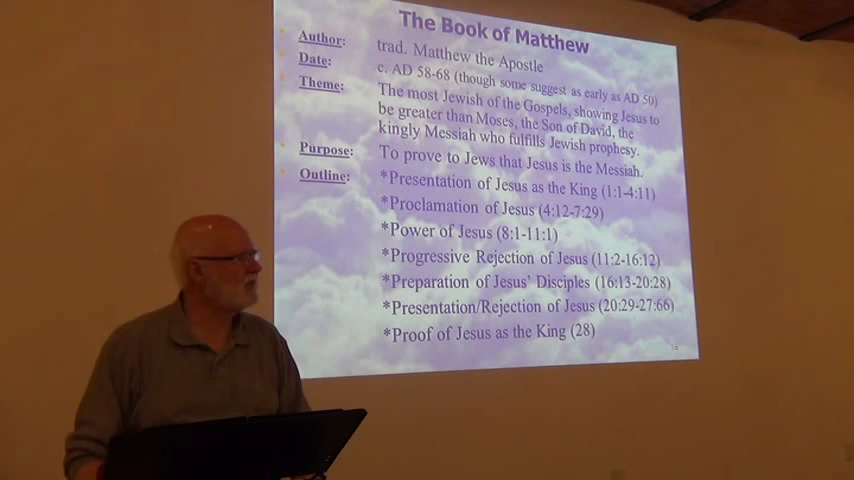 The Book of Matthew
Author: trad. Matthew the Apostle
Date: c. AD 58-68 (though some suggest as early as AD 50)
Theme: The most Jewish of the Gospels, showing Jesus to
be greater than Moses, the Son of David, the
kingly Messiah who fulfills Jewish prophesy.
Purpose: To prove to Jews that Jesus is the Messiah.
Outline: *Presentation of Jesus as the King (1:1-4:11)
*Proclamation of Jesus (4:12-7:29)
*Power of Jesus (8:1-11:1)
*Progressive Rejection of Jesus (11:2-16:12)
*Preparation of Jesus' Disciples (16:13-20:28)
*Presentation/Rejection of Jesus (20:29-27:66)
*Proof of Jesus as the King (28)